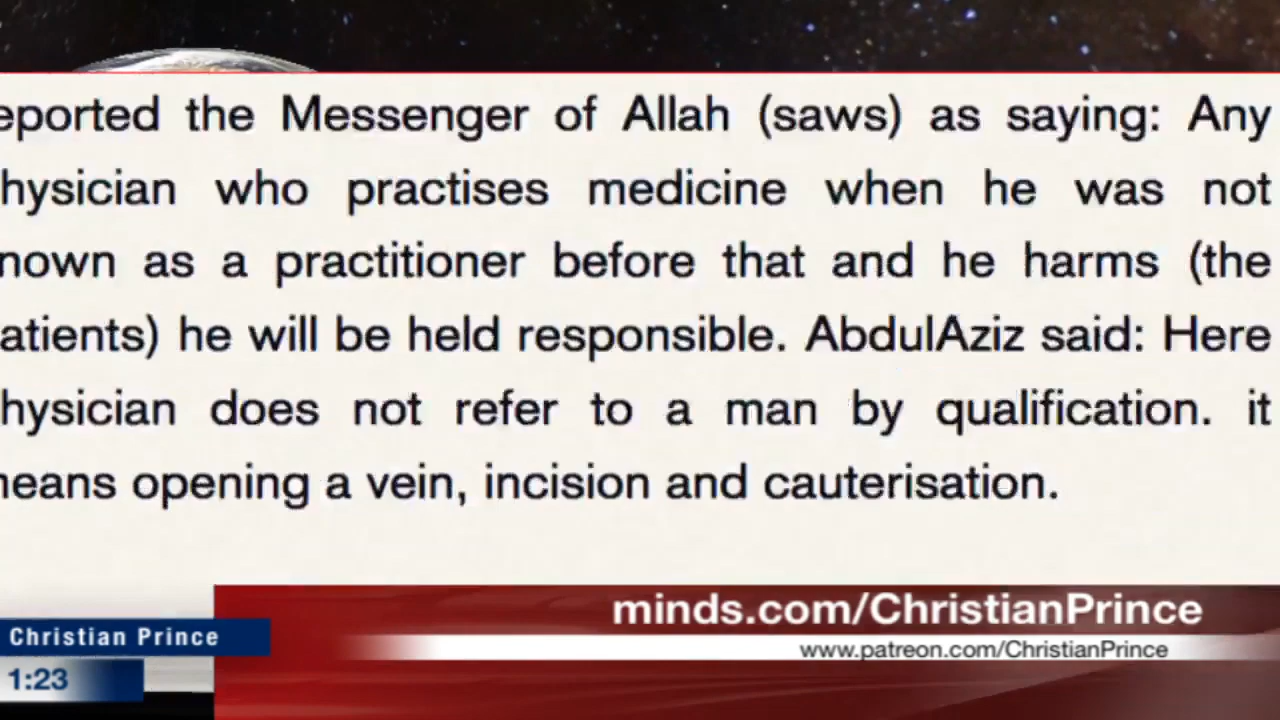 eported the Messenger of Allah (saws) as saying: Any
hysician who practises medicine when he was not
nown as a practitioner before that and he harms (the
atients) he will be held responsible. AbdulAziz said: Here
hysician does not refer to a man by qualification. it
neans opening a vein, incision and cauterisation.
minds.com/ChristianPrince
Christian Prince
www.patreon.com/ChristianPrince
1:23